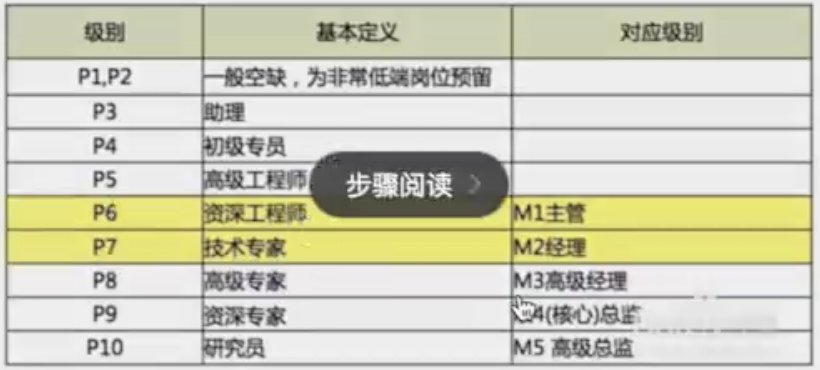 级别 基本定义 对应级别
P1,P2 一般空缺，为非常低端岗位预留
P3 助理
P4 初级专员
P5 高级工程师
步骤阅读
P6 资深工程师 M1主管
P7 技术专家 M2经理
P8 高级专家 M3高级经理
P9 资深专家 4(核心)总监
P10 研究员 M5 高级总监